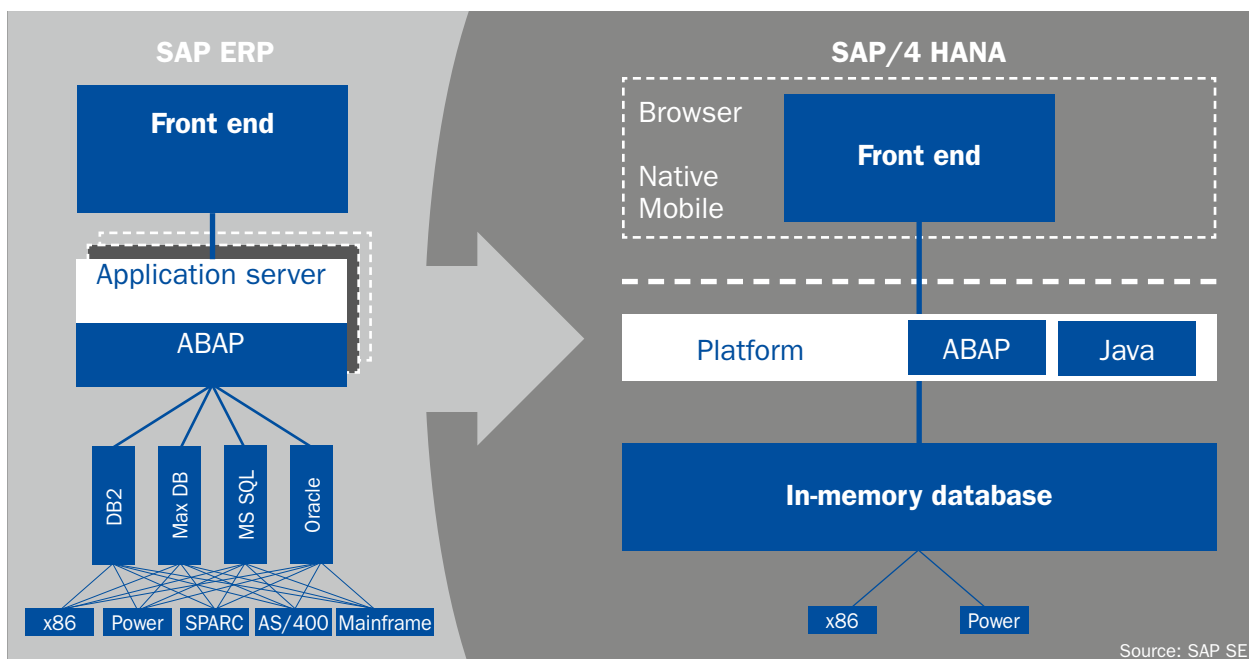 SAP ERP
Front end
Application server
ABAP
DB2
Max DB
MS SQL
Oracle
x86
Power
SPARC
AS/400
Mainframe
SAP/4 HANA
Browser
Native
Mobile
Front end
Platform
ABAP
Java
In-memory database
x86
Power
Source: SAP SE